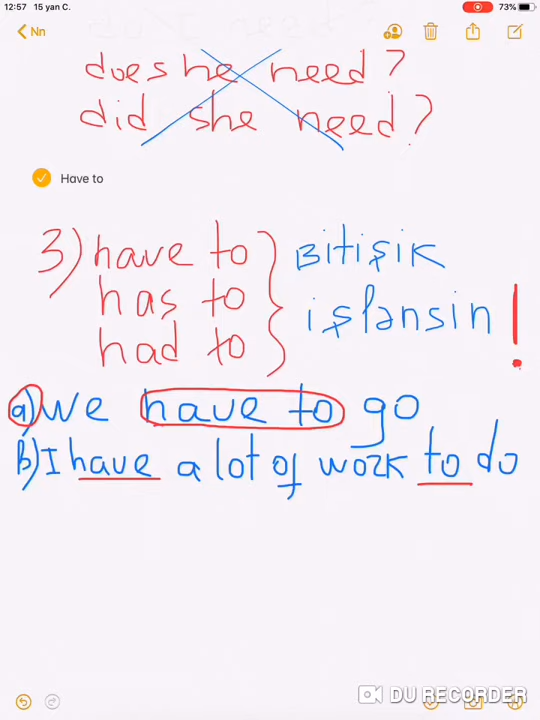 12:57 15 yan C. 73%
Nn
does he need?
did she need?
Have to
3) have to
has to
had to
Bitişik
işlənsin !
a) We have to go
b) I have a lot of work to do
DU RECORDER